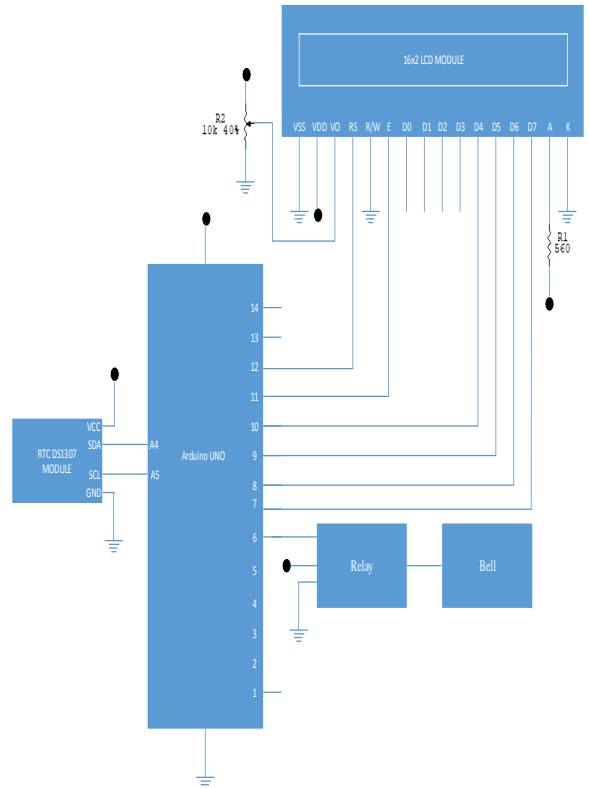 16x2 LCD MODULE
VSS VDD VO RS R/W E D0 D1 D2 D3 D4 D5 D6 D7 A K
R2
10k 40%
R1
560
14
13
12
11
10
9
8
7
6
5
4
3
2
1
Arduino UNO
A4
A5
VCC
SDA
SCL
GND
RTC DS1307
MODULE
Relay
Bell